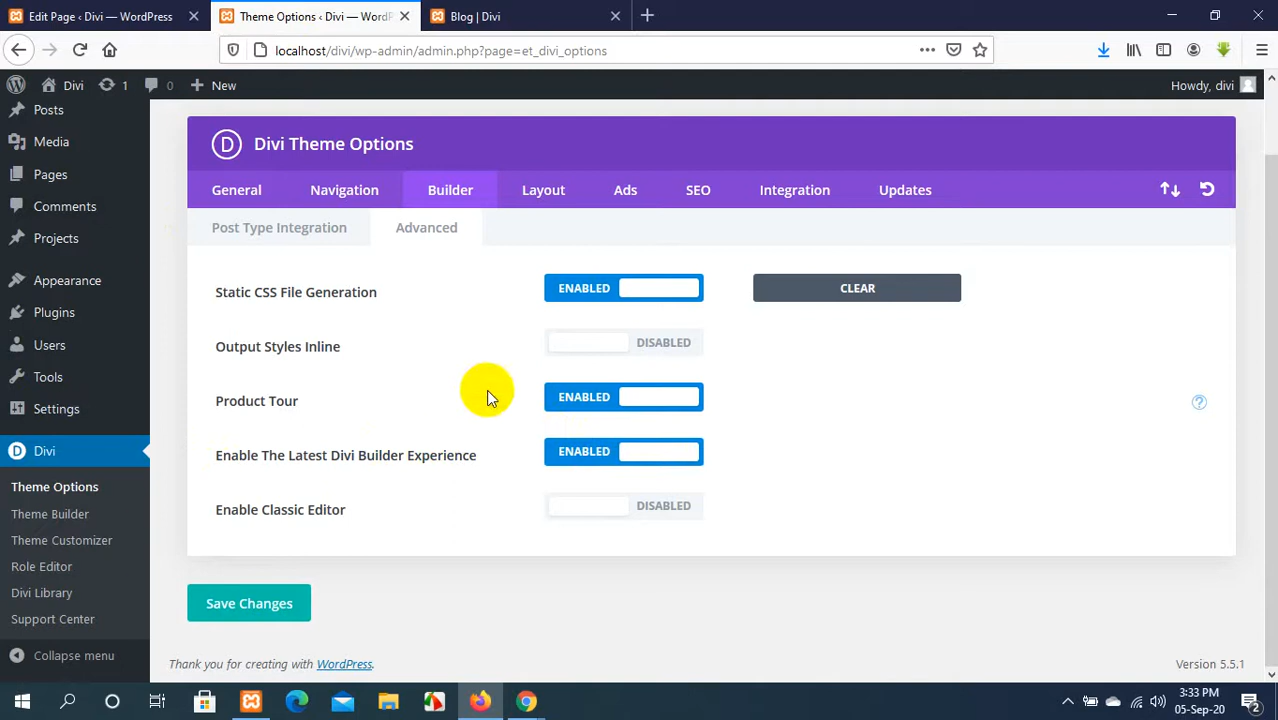 Edit Page ‹ Divi — WordPress
Theme Options ‹ Divi — WordP
Blog | Divi
localhost/divi/wp-admin/admin.php?page=et_divi_options
Divi
1
0
New
Howdy, divi
Posts
Media
Pages
Comments
Projects
Appearance
Plugins
Users
Tools
Settings
Divi
Theme Options
Theme Builder
Theme Customizer
Role Editor
Divi Library
Support Center
Collapse menu
D
Divi Theme Options
General
Navigation
Builder
Layout
Ads
SEO
Integration
Updates
Post Type Integration
Advanced
Static CSS File Generation
ENABLED
CLEAR
Output Styles Inline
DISABLED
Product Tour
ENABLED
?
Enable The Latest Divi Builder Experience
ENABLED
Enable Classic Editor
DISABLED
Save Changes
Thank you for creating with WordPress.
Version 5.5.1
3:33 PM
05-Sep-20
2